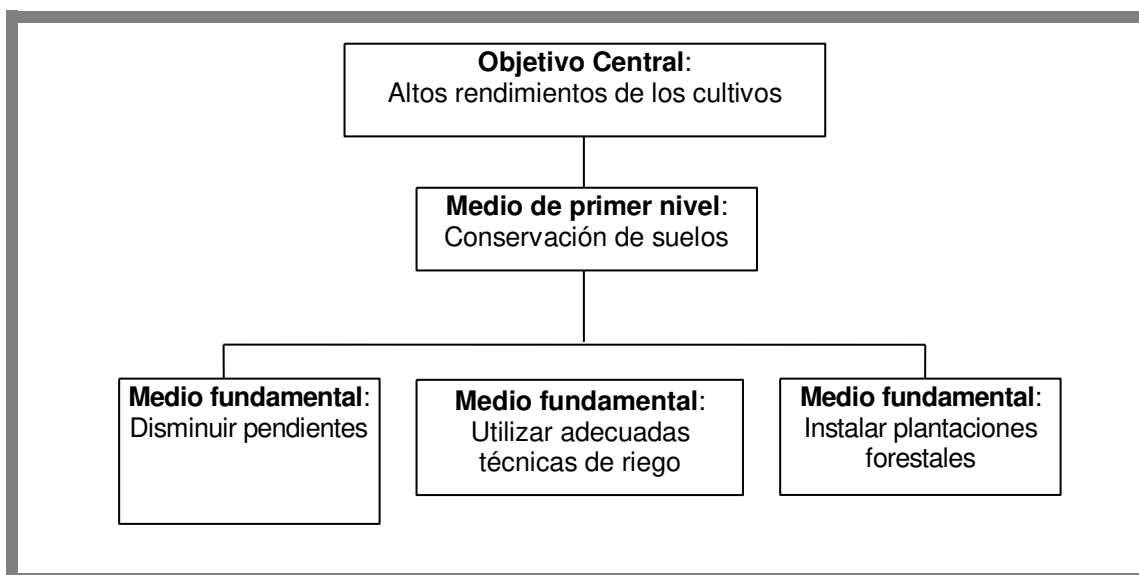 Objetivo Central:
Altos rendimientos de los cultivos
Medio de primer nivel:
Conservación de suelos
Medio fundamental:
Disminuir pendientes
Medio fundamental:
Utilizar adecuadas
técnicas de riego
Medio fundamental:
Instalar plantaciones
forestales